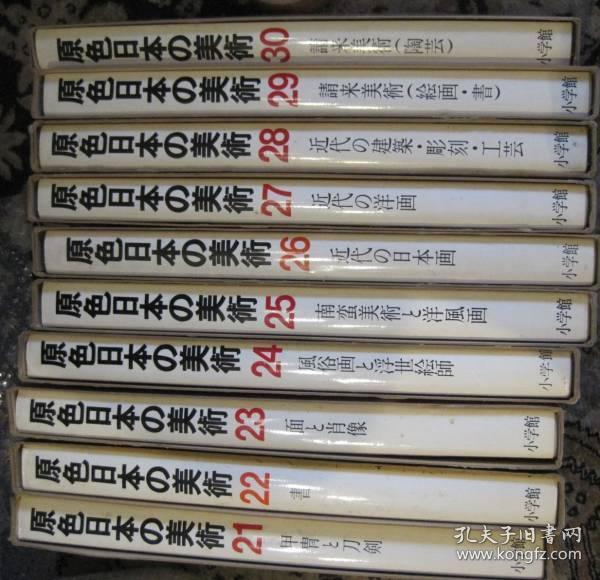 原色日本の美術 30 請来美術(陶芸) 小学館
原色日本の美術 29 請来美術(絵画・書) 小学館
原色日本の美術 28 近代の建築・彫刻・工芸 小学館
原色日本の美術 27 近代の洋画 小学館
原色日本の美術 26 近代の日本画 小学館
原色日本の美術 25 南蛮美術と洋風画 小学館
原色日本の美術 24 風俗画と浮世絵師 小学館
原色日本の美術 23 面と肖像 小学館
原色日本の美術 22 書 小学館
原色日本の美術 21 甲冑と刀剣 小学館
孔夫子旧书网
www.kongfz.com